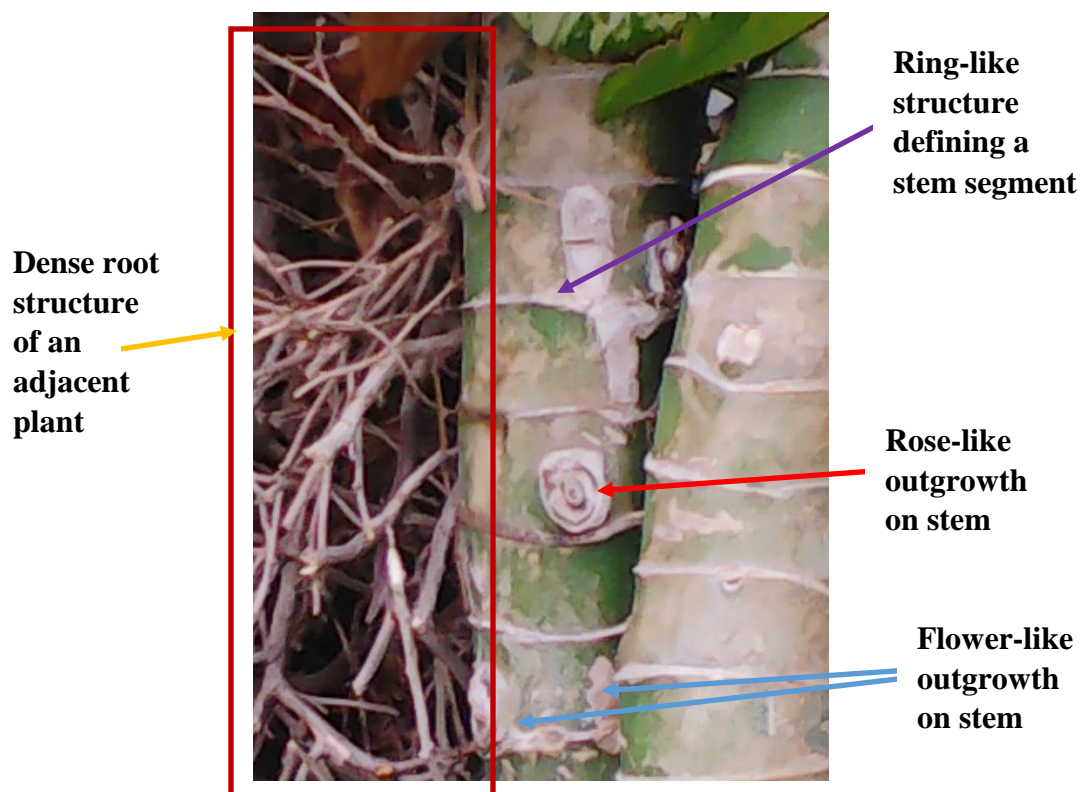 Ring-like
structure
defining a
stem segment
Dense root
structure
of an
adjacent
plant
Rose-like
outgrowth
on stem
Flower-like
outgrowth
on stem